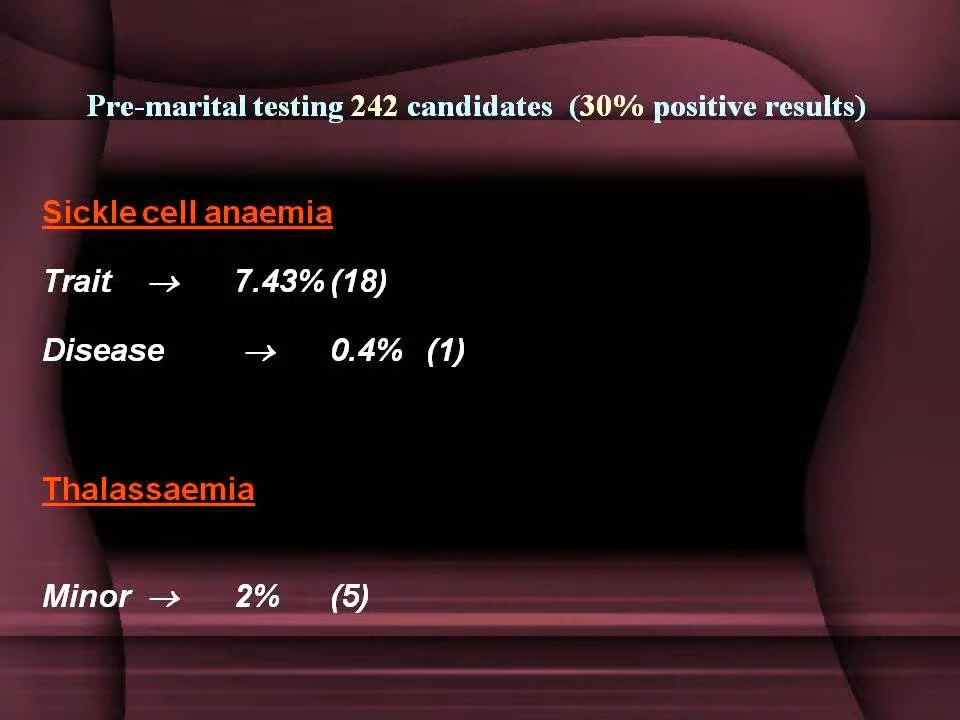 Pre-marital testing 242 candidates (30% positive results)
Sickle cell anaemia
Trait → 7.43% (18)
Disease → 0.4% (1)
Thalassaemia
Minor → 2% (5)